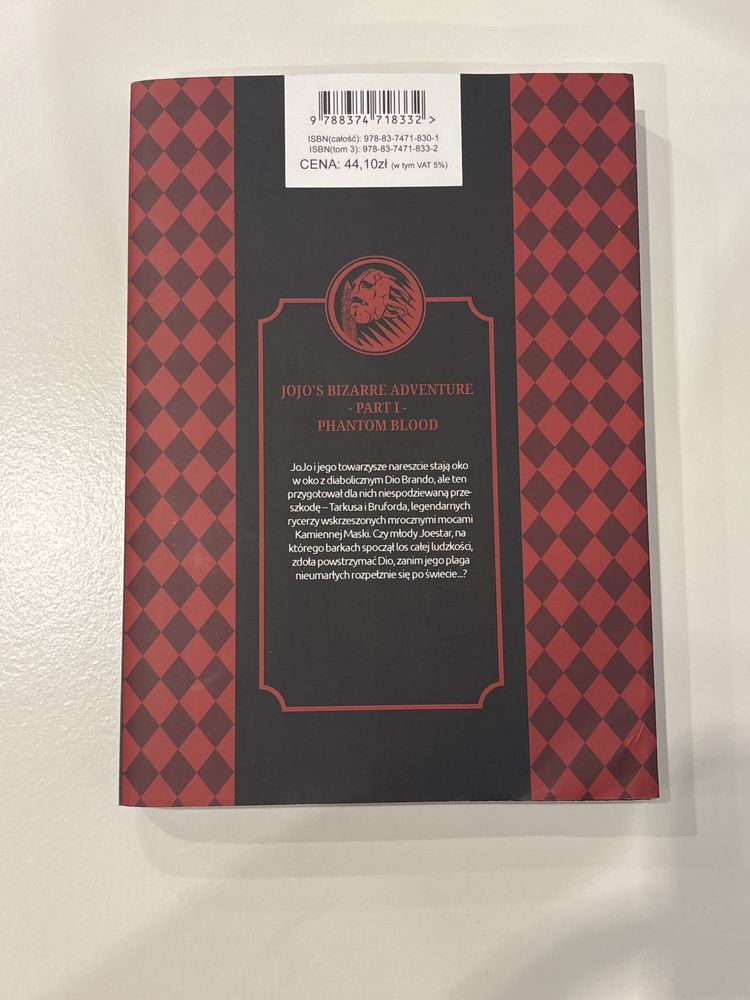 9 788374 718332 >
ISBN(całość): 978-83-7471-830-1
ISBN(tom 3): 978-83-7471-833-2
CENA: 44,10zł (w tym VAT 5%)
JOJO'S BIZARRE ADVENTURE
- PART I -
PHANTOM BLOOD
JoJo i jego towarzysze nareszcie stają oko
w oko z diabolicznym Dio Brando, ale ten
przygotował dla nich niespodziewaną prze-
szkodę – Tarkusa i Bruforda, legendarnych
rycerzy wskrzeszonych mrocznymi mocami
Kamiennej Maski. Czy młody Joestar, na
którego barkach spoczął los całej ludzkości,
zdoła powstrzymać Dio, zanim jego plaga
nieumarłych rozpełznie się po świecie...?